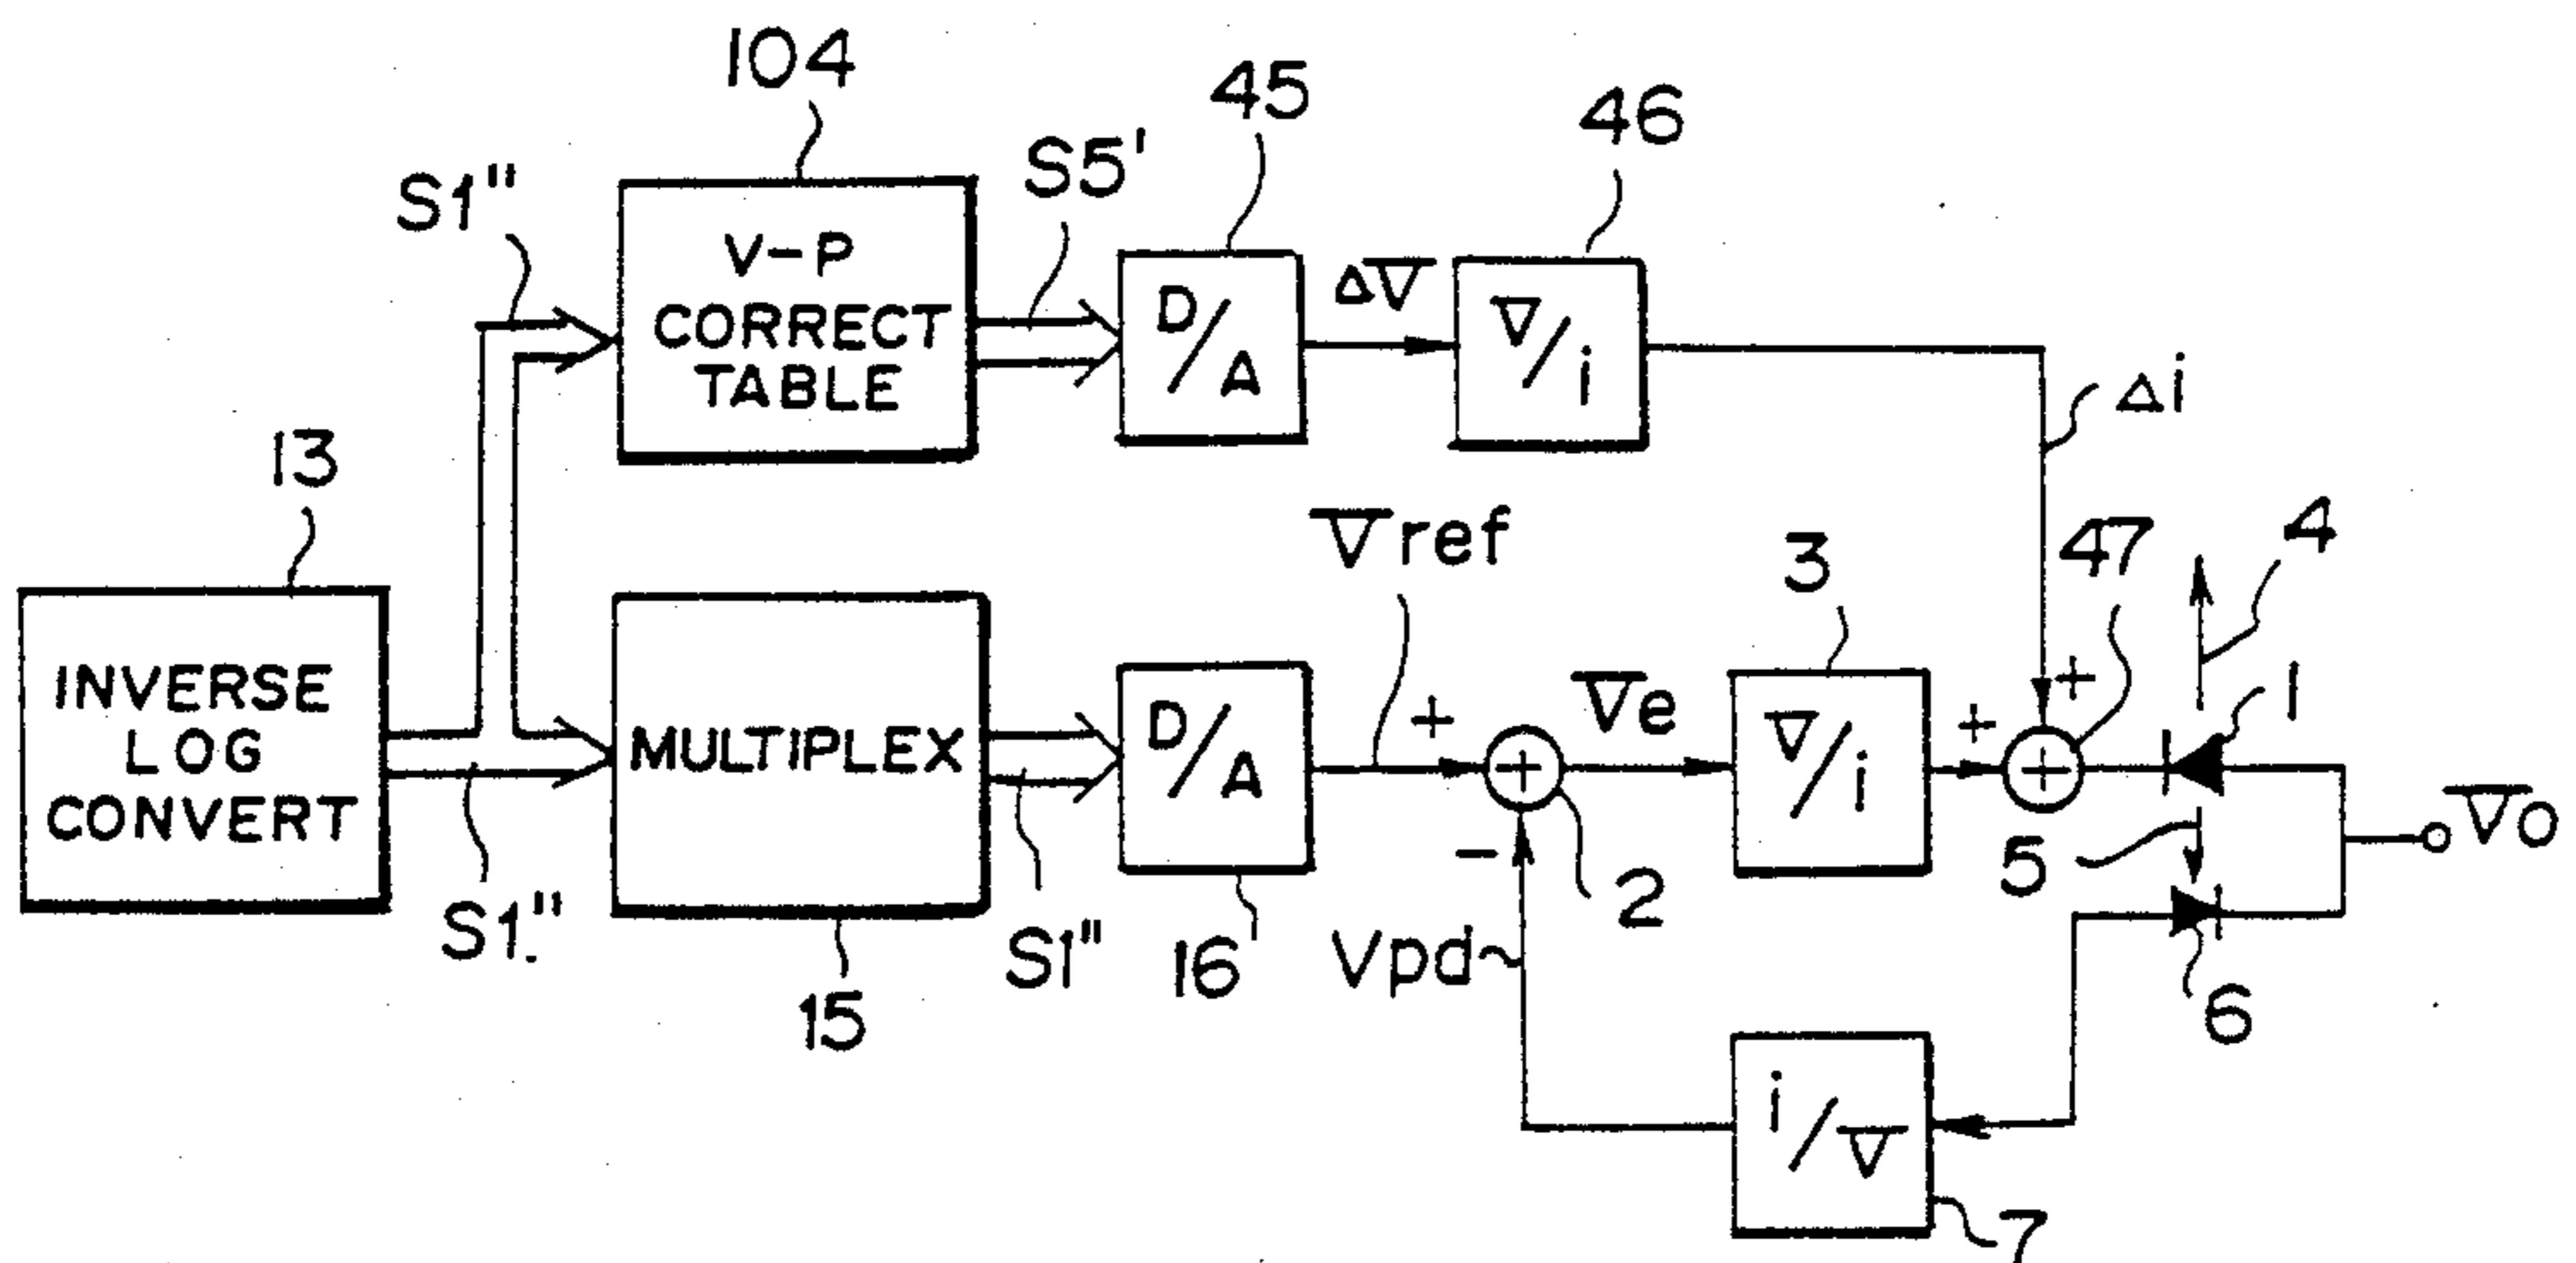 104
45
46
S1"
S5'
V-P
CORRECT
TABLE
D/A
ΔV
V/i
Δi
13
Vref
3
47
4
1
INVERSE
LOG
CONVERT
MULTIPLEX
D/A
+
+
Ve
V/i
+
+
+
Vo
S1"
15
S1"
16
Vpd
-
2
5
6
i/V
7